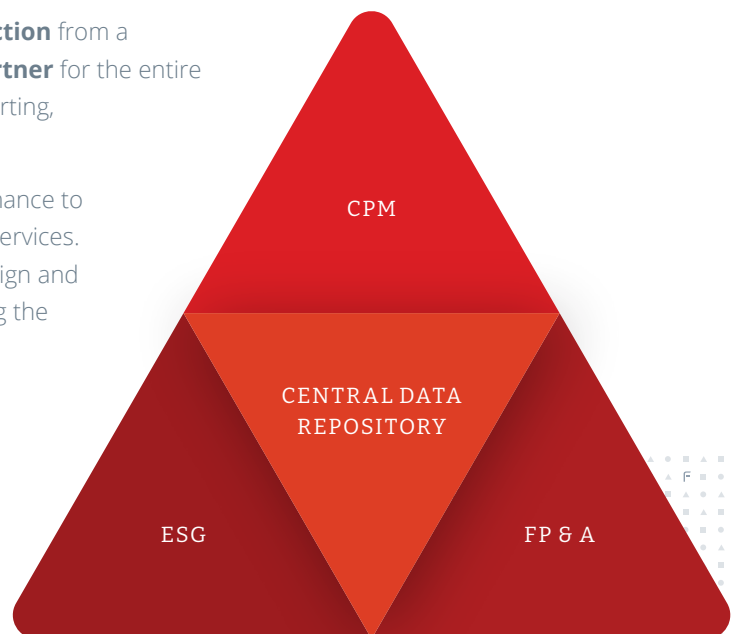 ction from a
rtner for the entire
rting,
nance to
ervices.
ign and
g the
CPM
CENTRAL DATA
REPOSITORY
ESG
FP & A